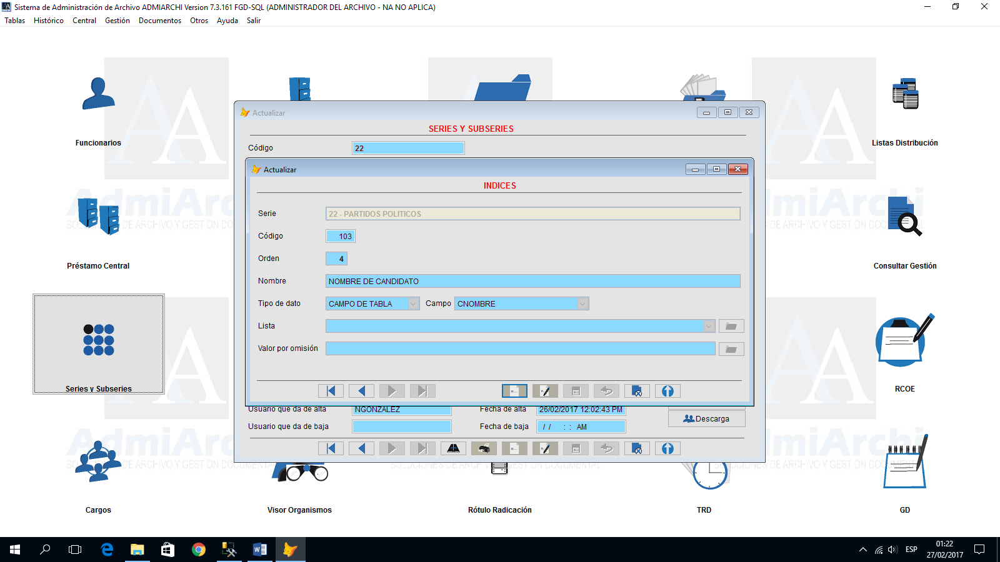 Sistema de Administración de Archivo ADMIARCHI Version 7.3.161 FGD-SQL (ADMINISTRADOR DEL ARCHIVO - NA NO APLICA)
Tablas Histórico Central Gestión Documentos Otros Ayuda Salir
Funcionarios
Listas Distribución
Préstamo Central
Consultar Gestión
Series y Subseries
RCOE
Cargos
Visor Organismos
Rótulo Radicación
TRD
GD
Actualizar
SERIES Y SUBSERIES
Código 22
Actualizar
INDICES
Serie 22 - PARTIDOS POLITICOS
Código 103
Orden 4
Nombre NOMBRE DE CANDIDATO
Tipo de dato CAMPO DE TABLA Campo CNOMBRE
Lista
Valor por omisión
Usuario que da de alta NGONZALEZ Fecha de alta 26/02/2017 12:02:43 PM
Usuario que da de baja Fecha de baja / / : : AM
Descarga
ESP
01:22
27/02/2017